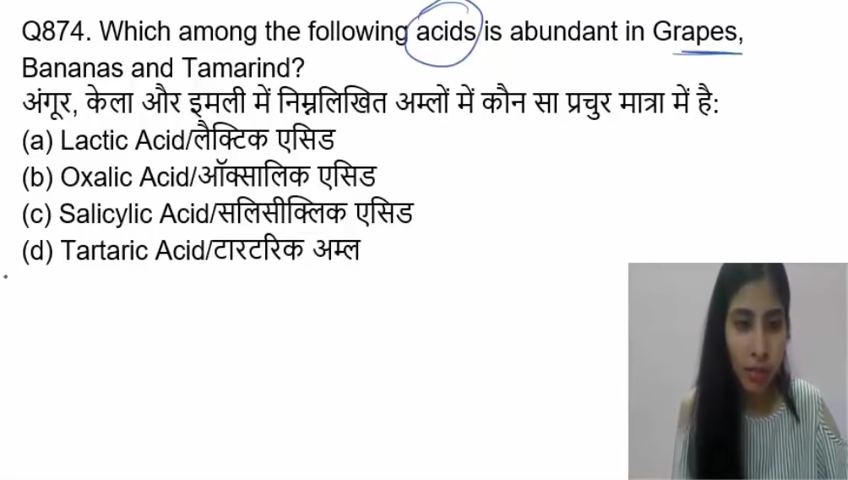 Q874. Which among the following acids is abundant in Grapes,
Bananas and Tamarind?
अंगूर, केला और इमली में निम्नलिखित अम्लों में कौन सा प्रचुर मात्रा में है:
(a) Lactic Acid/लैक्टिक एसिड
(b) Oxalic Acid/ऑक्सालिक एसिड
(c) Salicylic Acid/सलिसीक्लिक एसिड
(d) Tartaric Acid/टारटरिक अम्ल